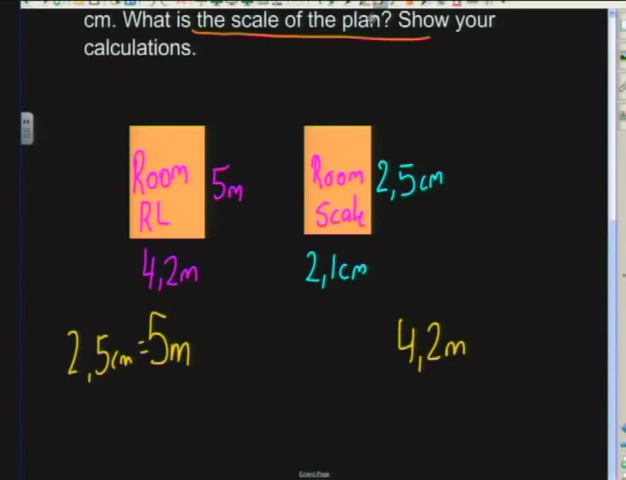 cm. What is the scale of the plan? Show your
calculations.
Room
RL
5m
4,2m
Room
Scale
2,5cm
2,1cm
2,5cm=5m
4,2m